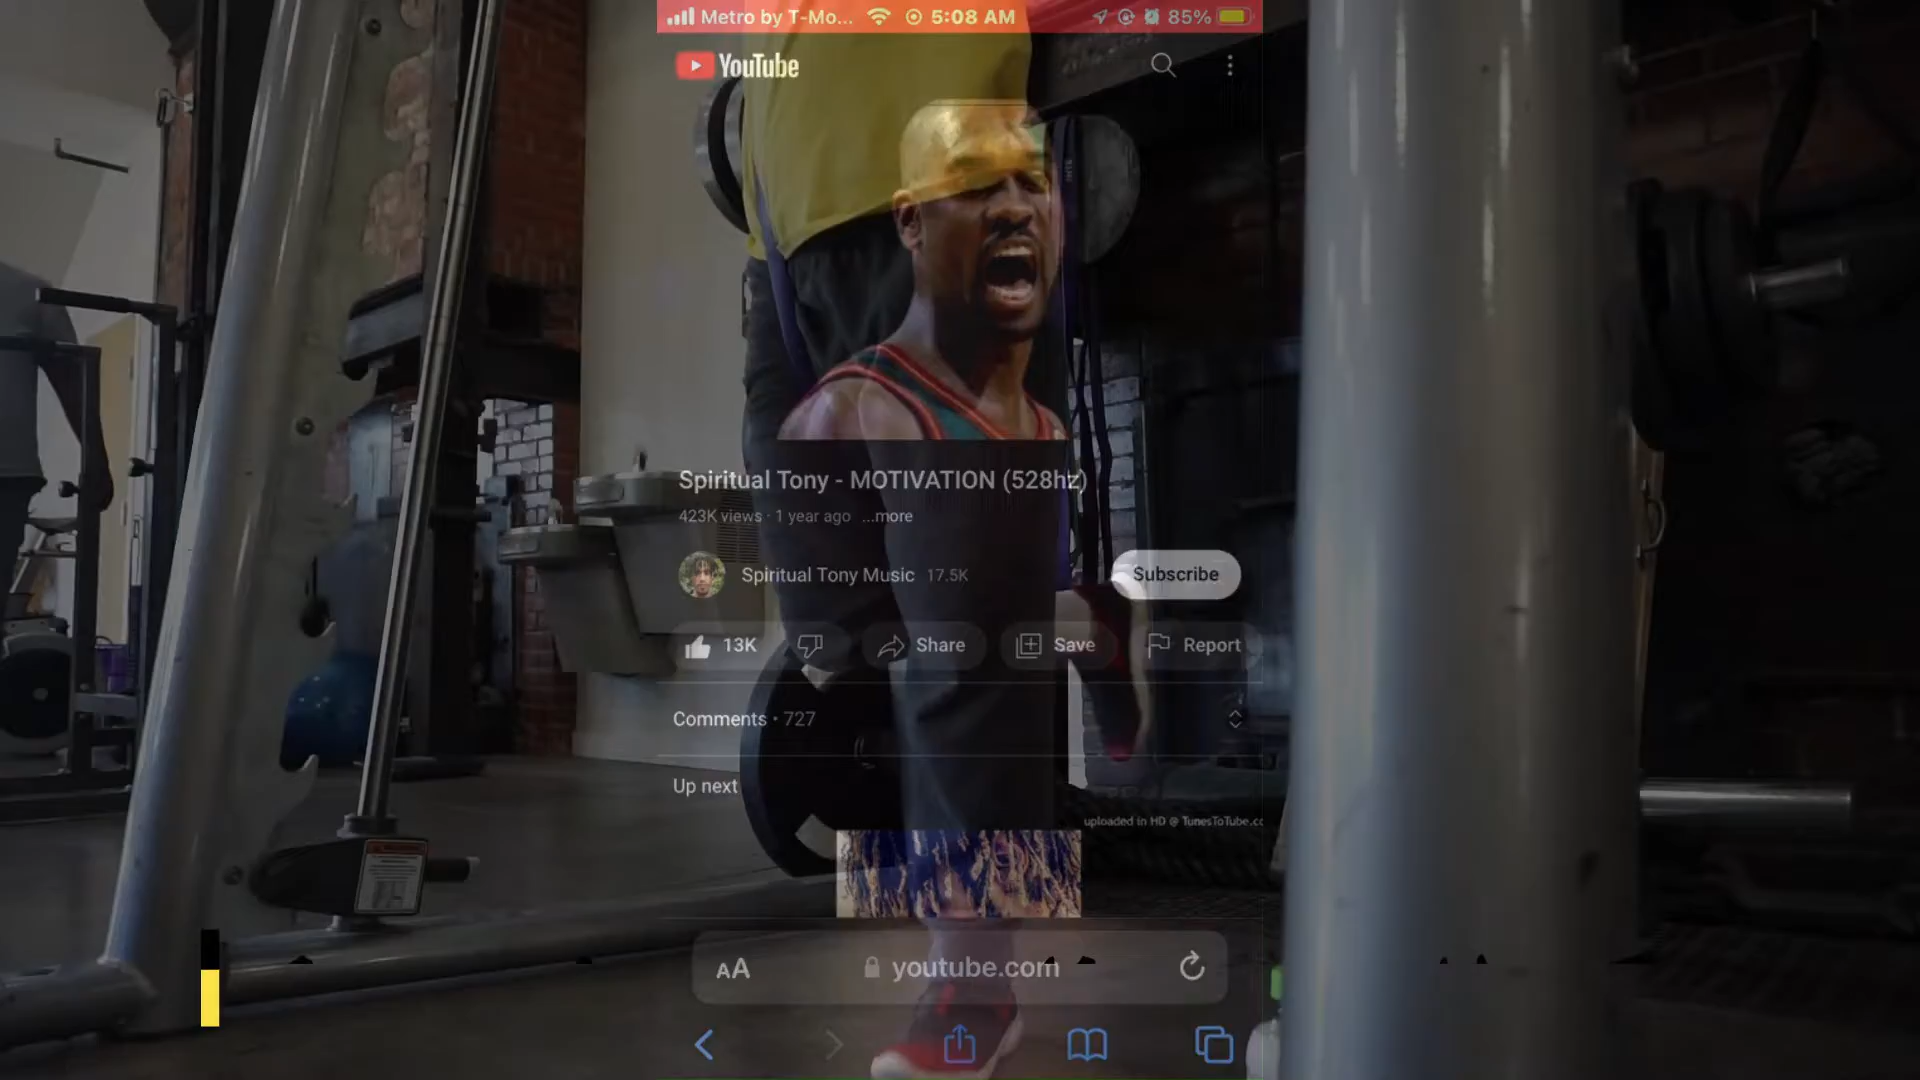 Metro by T-Mo... 5:08 AM 85%
YouTube
Spiritual Tony - MOTIVATION (528hz)
423K views · 1 year ago ...more
Spiritual Tony Music 17.5K
Subscribe
13K Share Save Report
Comments · 727
Up next
uploaded in HD @ TunesToTube.cc
AA youtube.com